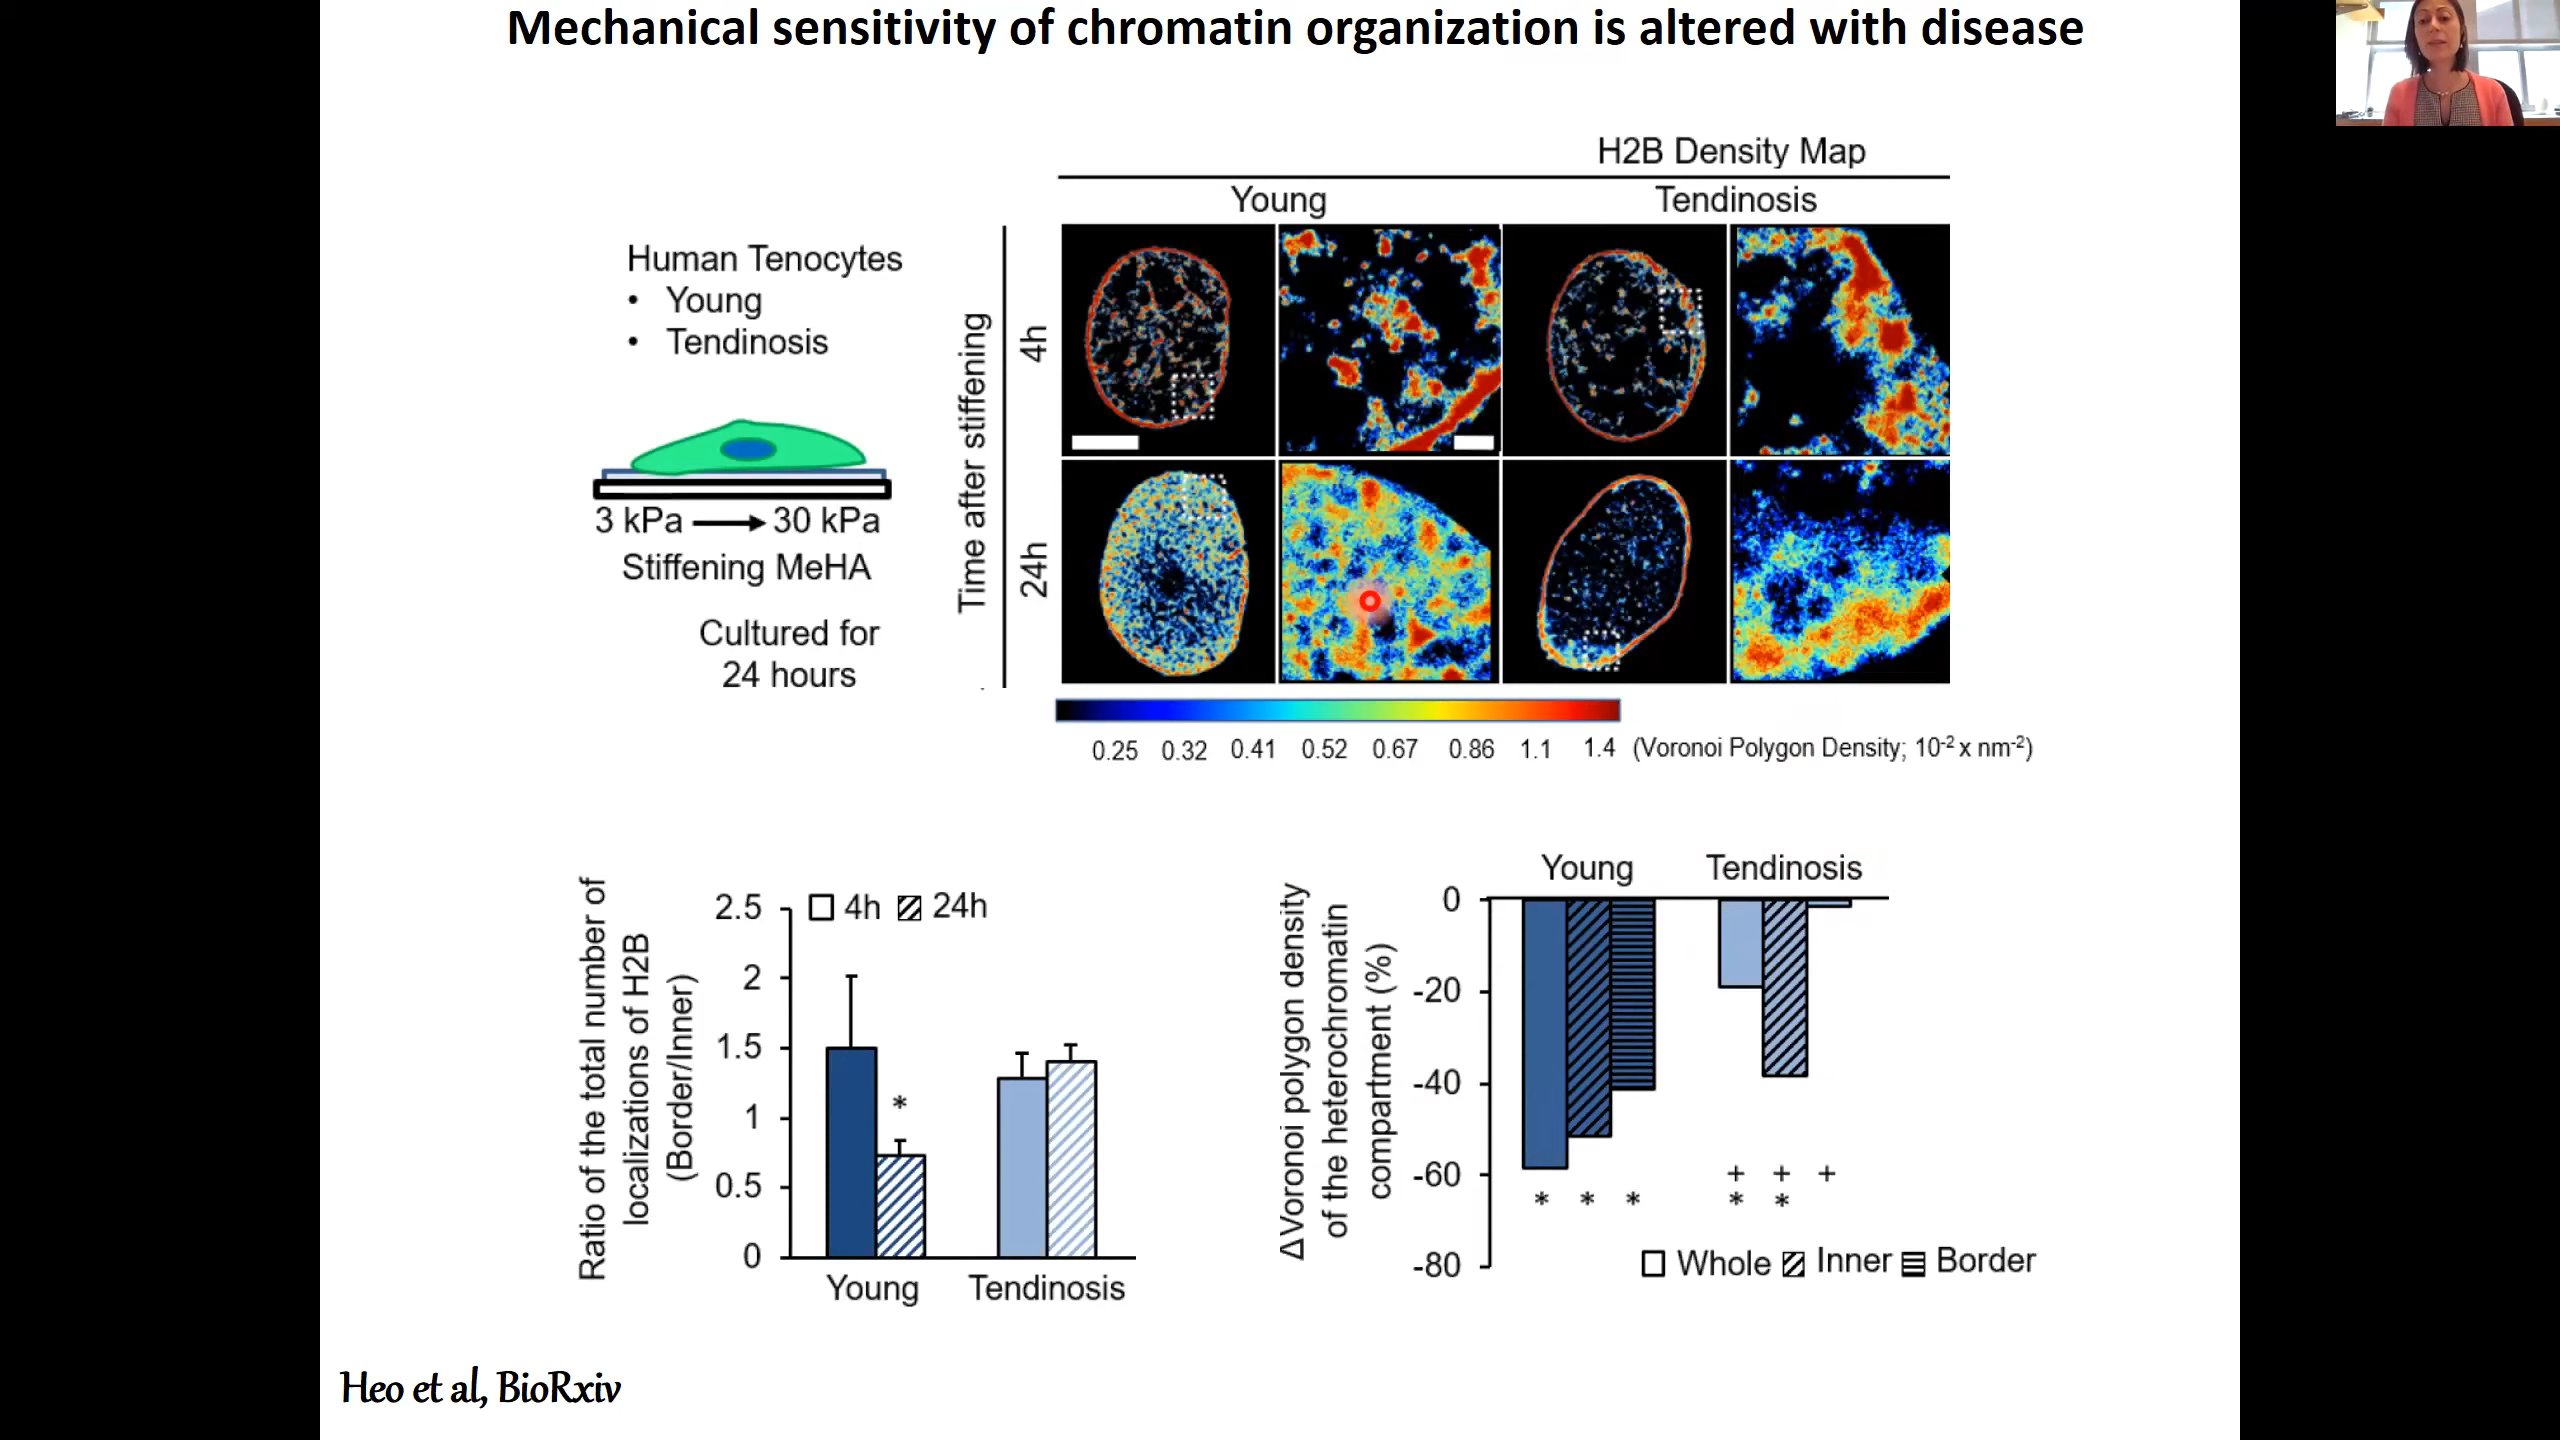 Mechanical sensitivity of chromatin organization is altered with disease
Human Tenocytes
• Young
• Tendinosis
3 kPa → 30 kPa
Stiffening MeHA
Cultured for
24 hours
H2B Density Map
Young
Tendinosis
Time after stiffening
4h
24h
0.25 0.32 0.41 0.52 0.67 0.86 1.1 1.4 (Voronoi Polygon Density; 10⁻² x nm⁻²)
Ratio of the total number of
localizations of H2B
(Border/Inner)
4h 24h
2.5
2
1.5
1
0.5
0
*
Young
Tendinosis
ΔVoronoi polygon density
of the heterochromatin
compartment (%)
Young
Tendinosis
0
-20
-40
-60
-80
+ + +
* * * * *
Whole Inner Border
Heo et al, BioRxiv